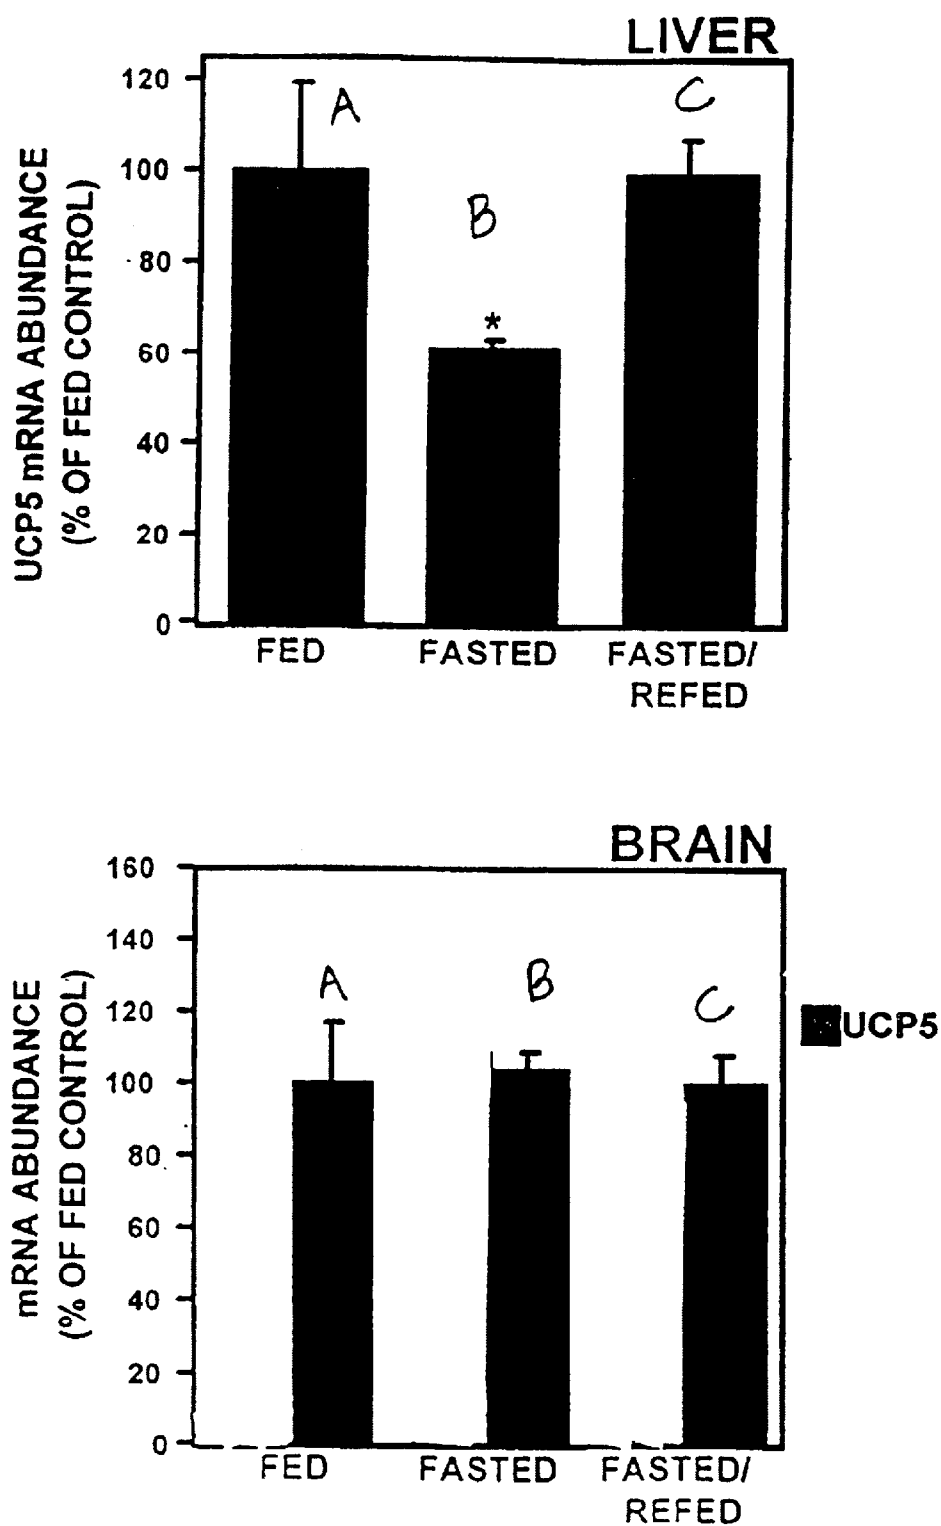 LIVER
UCP5 mRNA ABUNDANCE
(% OF FED CONTROL)
120
100
80
60
40
20
0
A
B
C
*
FED
FASTED
FASTED/
REFED
BRAIN
mRNA ABUNDANCE
(% OF FED CONTROL)
160
140
120
100
80
60
40
20
0
A
B
C
UCP5
FED
FASTED
FASTED/
REFED